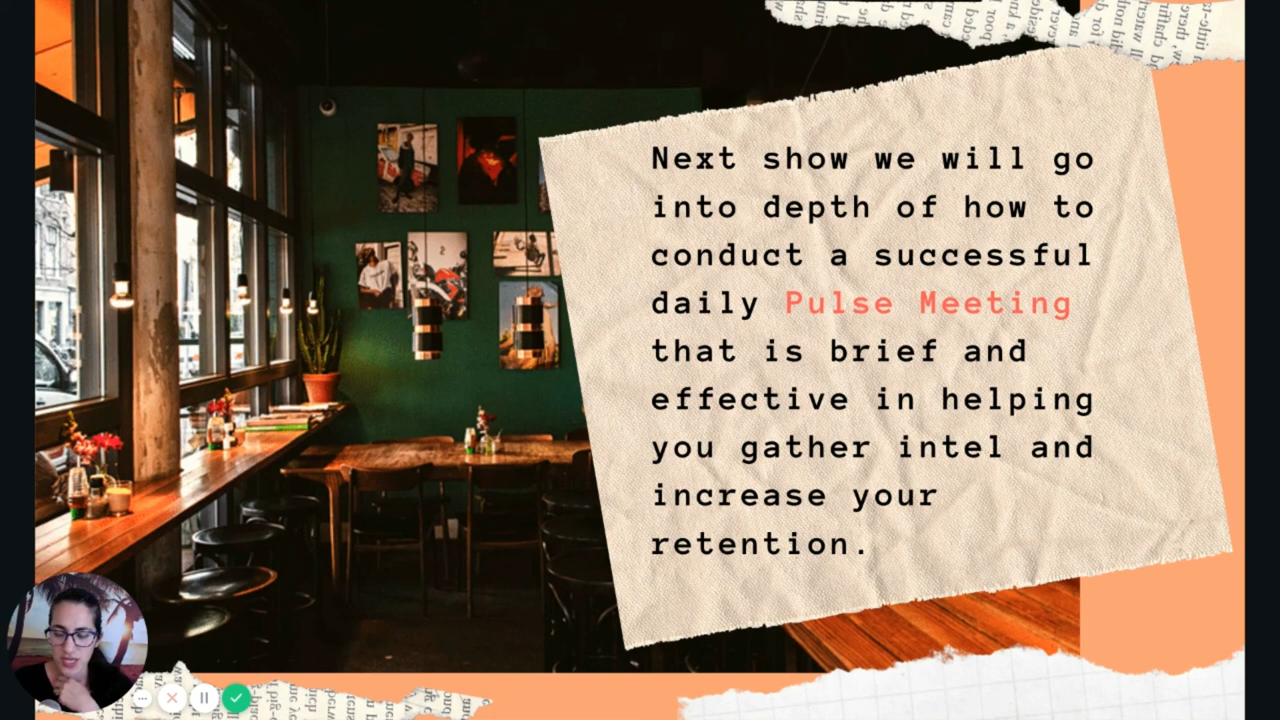 Next show we will go
into depth of how to
conduct a successful
daily Pulse Meeting
that is brief and
effective in helping
you gather intel and
increase your
retention.